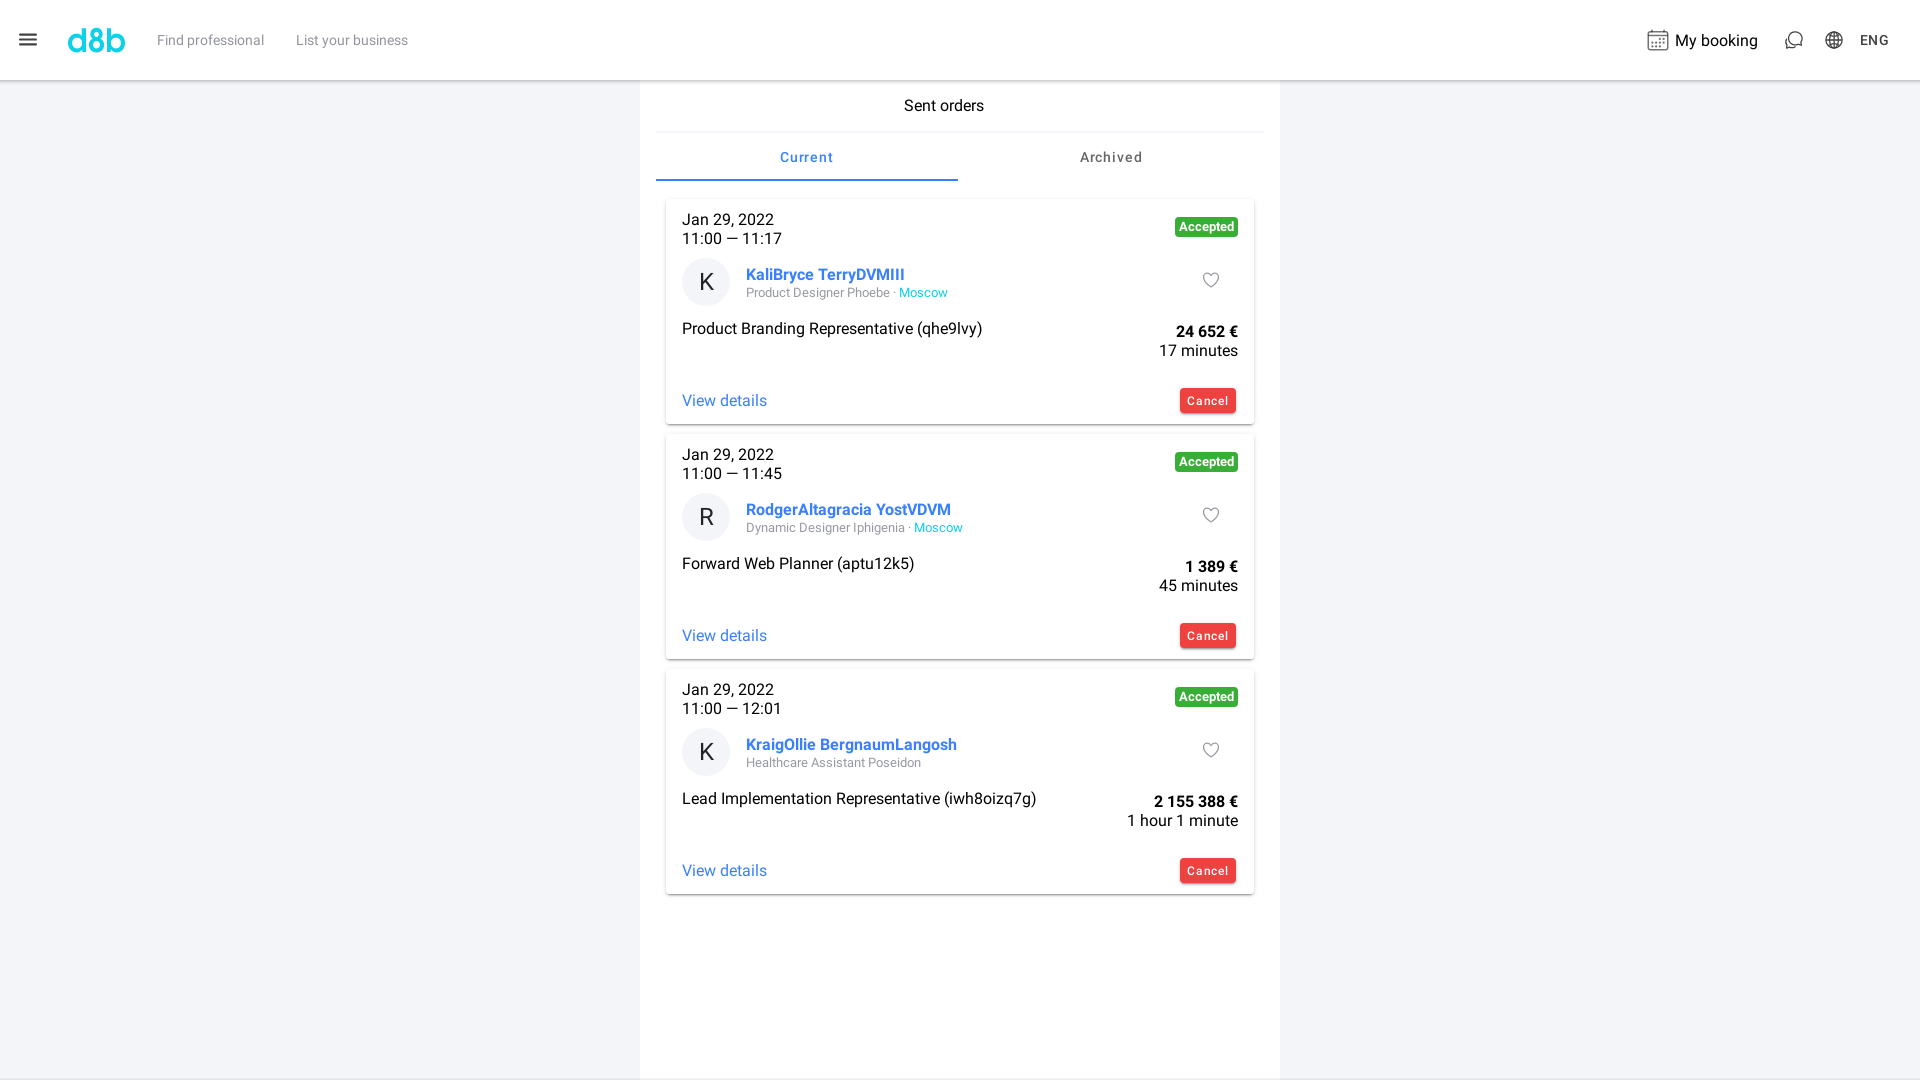 d8b
Find professional
List your business
My booking
ENG
Sent orders
Current
Archived
Jan 29, 2022
11:00 — 11:17
Accepted
K
KaliBryce TerryDVMIII
Product Designer Phoebe · Moscow
Product Branding Representative (qhe9lvy)
24 652 €
17 minutes
View details
Cancel
Jan 29, 2022
11:00 — 11:45
Accepted
R
RodgerAltagracia YostVDVM
Dynamic Designer Iphigenia · Moscow
Forward Web Planner (aptu12k5)
1 389 €
45 minutes
View details
Cancel
Jan 29, 2022
11:00 — 12:01
Accepted
K
KraigOllie BergnaumLangosh
Healthcare Assistant Poseidon
Lead Implementation Representative (iwh8oizq7g)
2 155 388 €
1 hour 1 minute
View details
Cancel